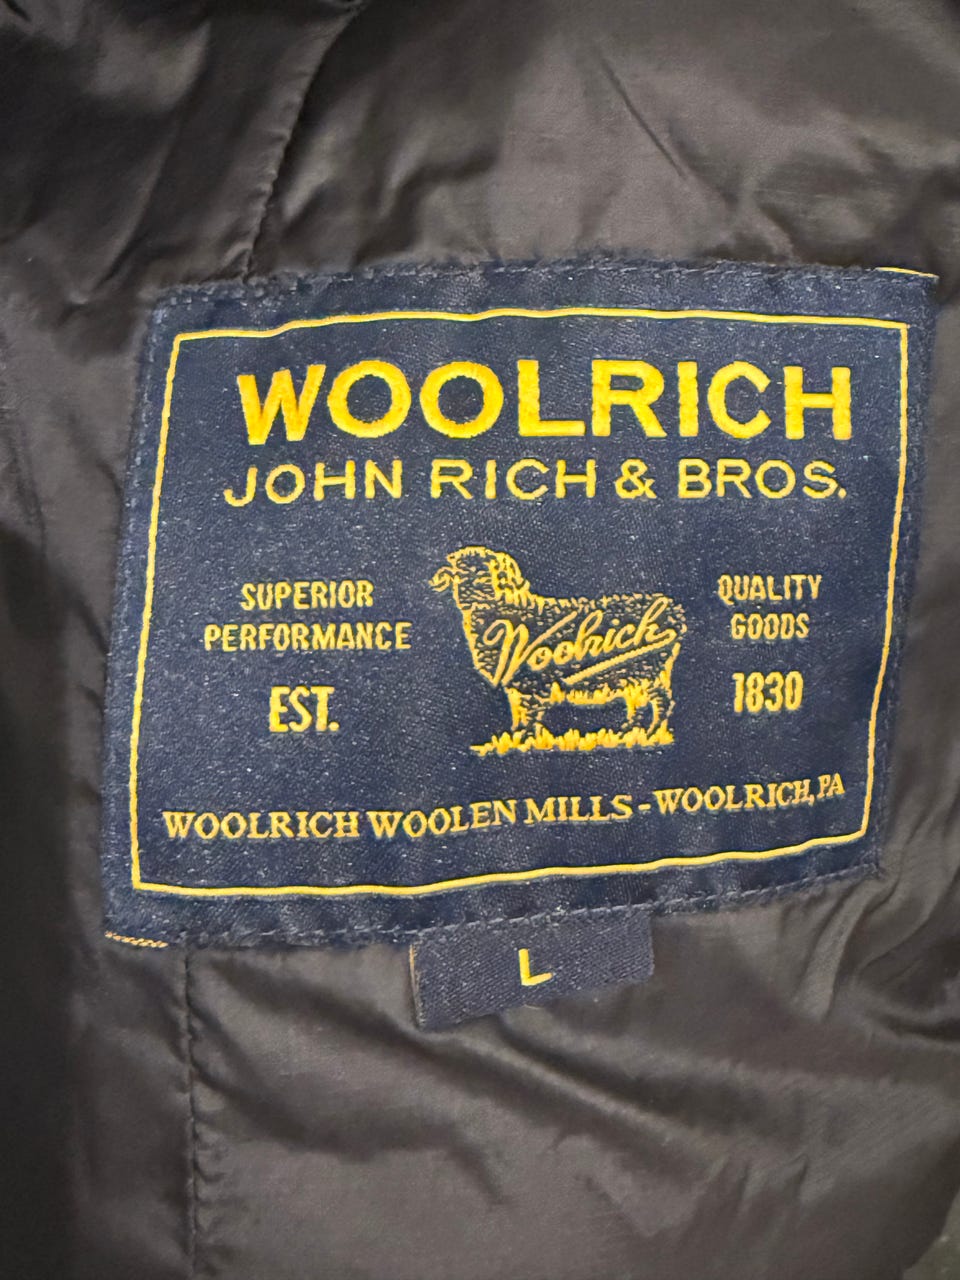 WOOLRICH
JOHN RICH & BROS.
SUPERIOR
PERFORMANCE
EST.
Woolrich
QUALITY
GOODS
1830
WOOLRICH WOOLEN MILLS - WOOLRICH, PA
L